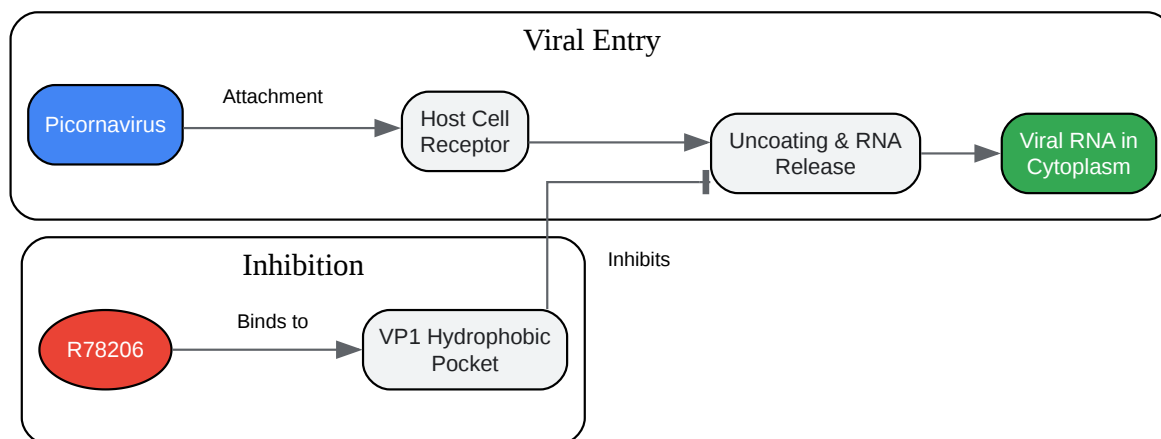 Viral Entry
Attachment
Picornavirus
Host Cell
Receptor
Uncoating & RNA
Release
Viral RNA in
Cytoplasm
Inhibition
Inhibits
Binds to
R78206
VP1 Hydrophobic
Pocket